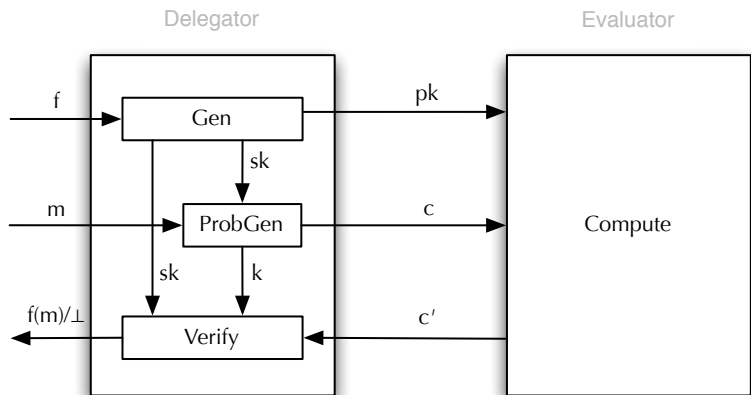 Delegator
Evaluator
f
Gen
pk
sk
m
ProbGen
c
Compute
sk
k
f(m)/⊥
Verify
c′